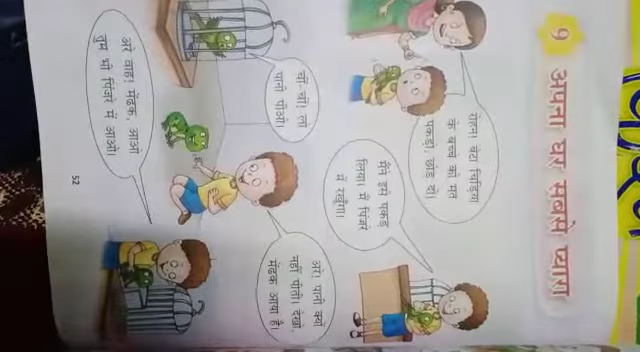 9
अपना घर सबसे प्यारा
रोहन! बेटा चिड़िया
के बच्चे को मत
पकड़ो, छोड़ दो।
मैंने इसे पकड़
लिया। मैं पिंजरे
में रखूँगा।
चीं-चीं! लो
पानी पीओ।
अरे! पानी क्यों
नहीं पीती। देखो,
मेंढक आया है।
अरे वाह! मेंढक, आओ
तुम भी पिंजरे में आओ।
52